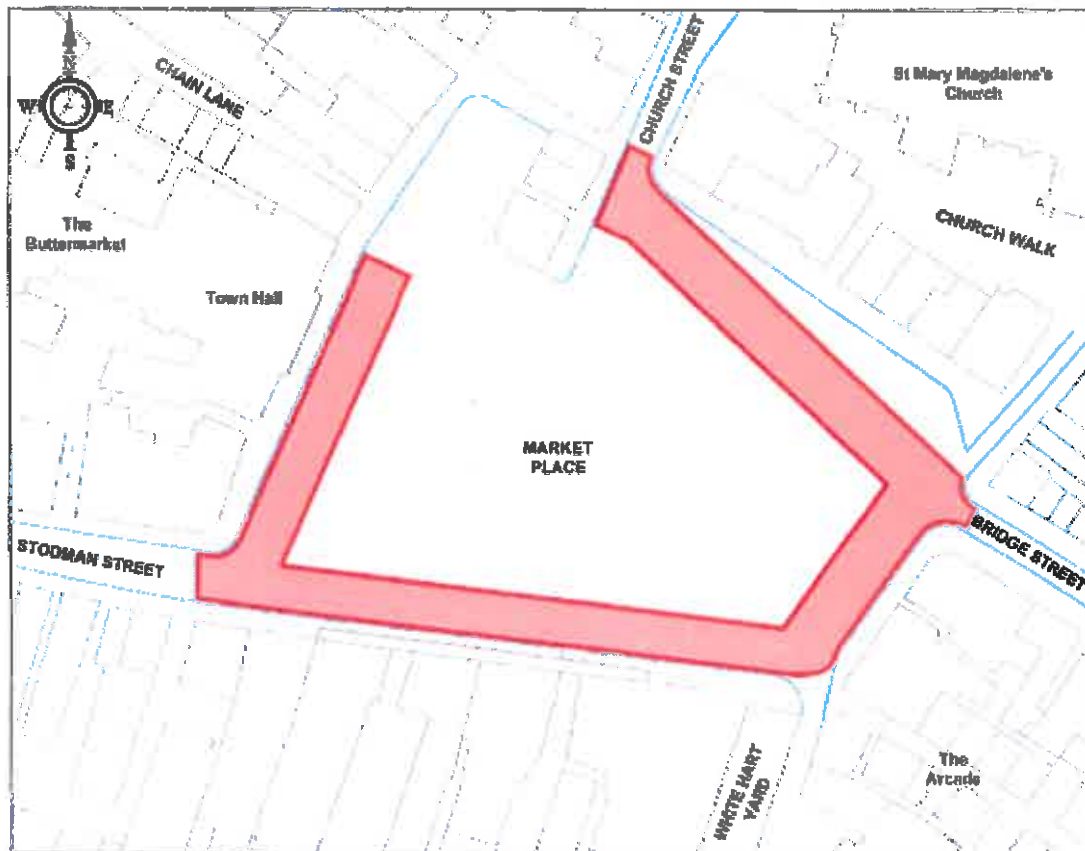 N
CHAIN LANE
CHURCH STREET
St Mary Magdalene's
Church
W
E
S
The
Buttermarket
CHURCH WALK
Town Hall
MARKET
PLACE
STODMAN STREET
BRIDGE STREET
WHITE HART
YARD
The
Arcade